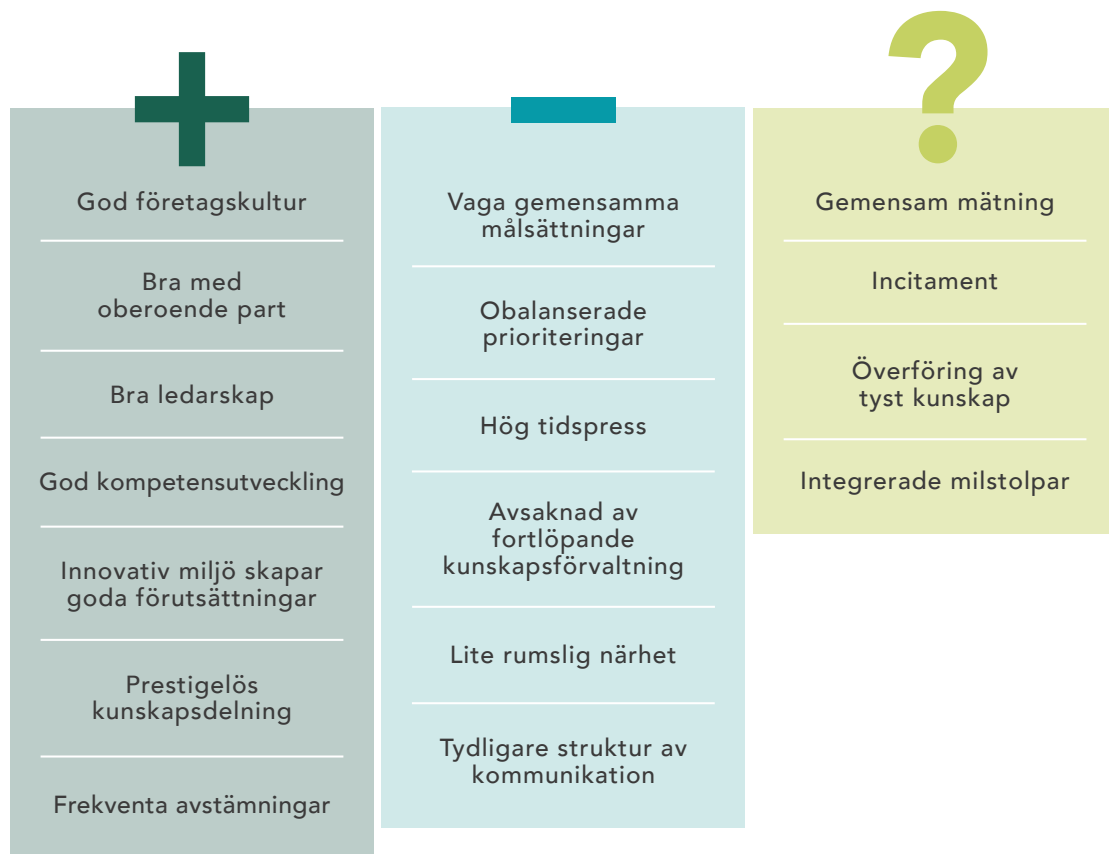 God företagskultur
Bra med
oberoende part
Bra ledarskap
God kompetensutveckling
Innovativ miljö skapar
goda förutsättningar
Prestigelös
kunskapsdelning
Frekventa avstämningar
Vaga gemensamma
målsättningar
Obalanserade
prioriteringar
Hög tidspress
Avsaknad av
fortlöpande
kunskapsförvaltning
Lite rumslig närhet
Tydligare struktur av
kommunikation
?
Gemensam mätning
Incitament
Överföring av
tyst kunskap
Integrerade milstolpar